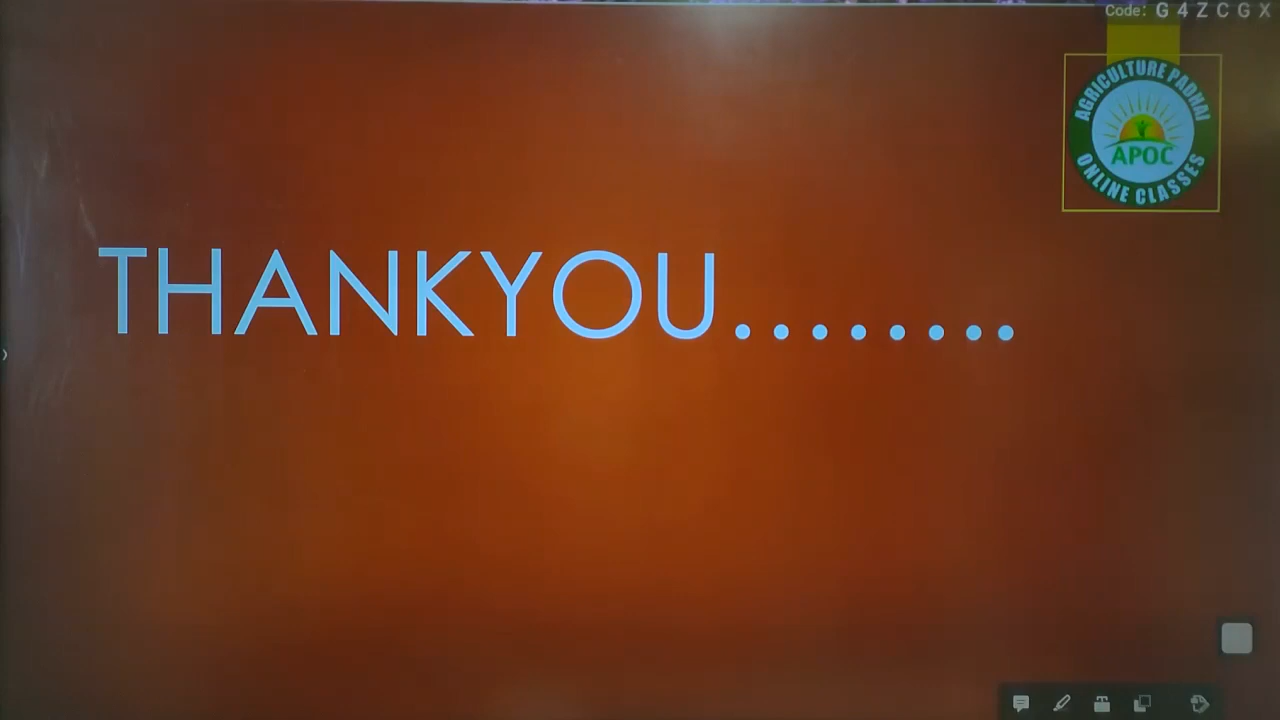 Code: G 4 Z C G X
AGRICULTURE PADHAI
APOC
ONLINE CLASSES
THANKYOU........